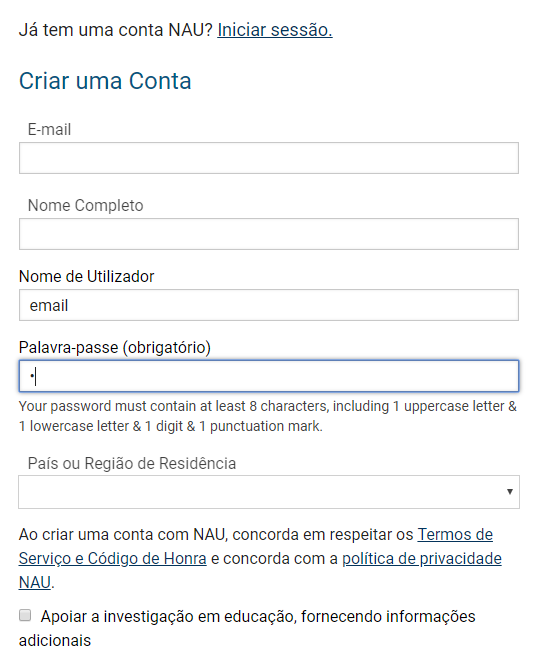 Já tem uma conta NAU? Iniciar sessão.
Criar uma Conta
E-mail
Nome Completo
Nome de Utilizador
email
Palavra-passe (obrigatório)
•
Your password must contain at least 8 characters, including 1 uppercase letter &
1 lowercase letter & 1 digit & 1 punctuation mark.
País ou Região de Residência
Ao criar uma conta com NAU, concorda em respeitar os Termos de
Serviço e Código de Honra e concorda com a política de privacidade
NAU.
Apoiar a investigação em educação, fornecendo informações
adicionais